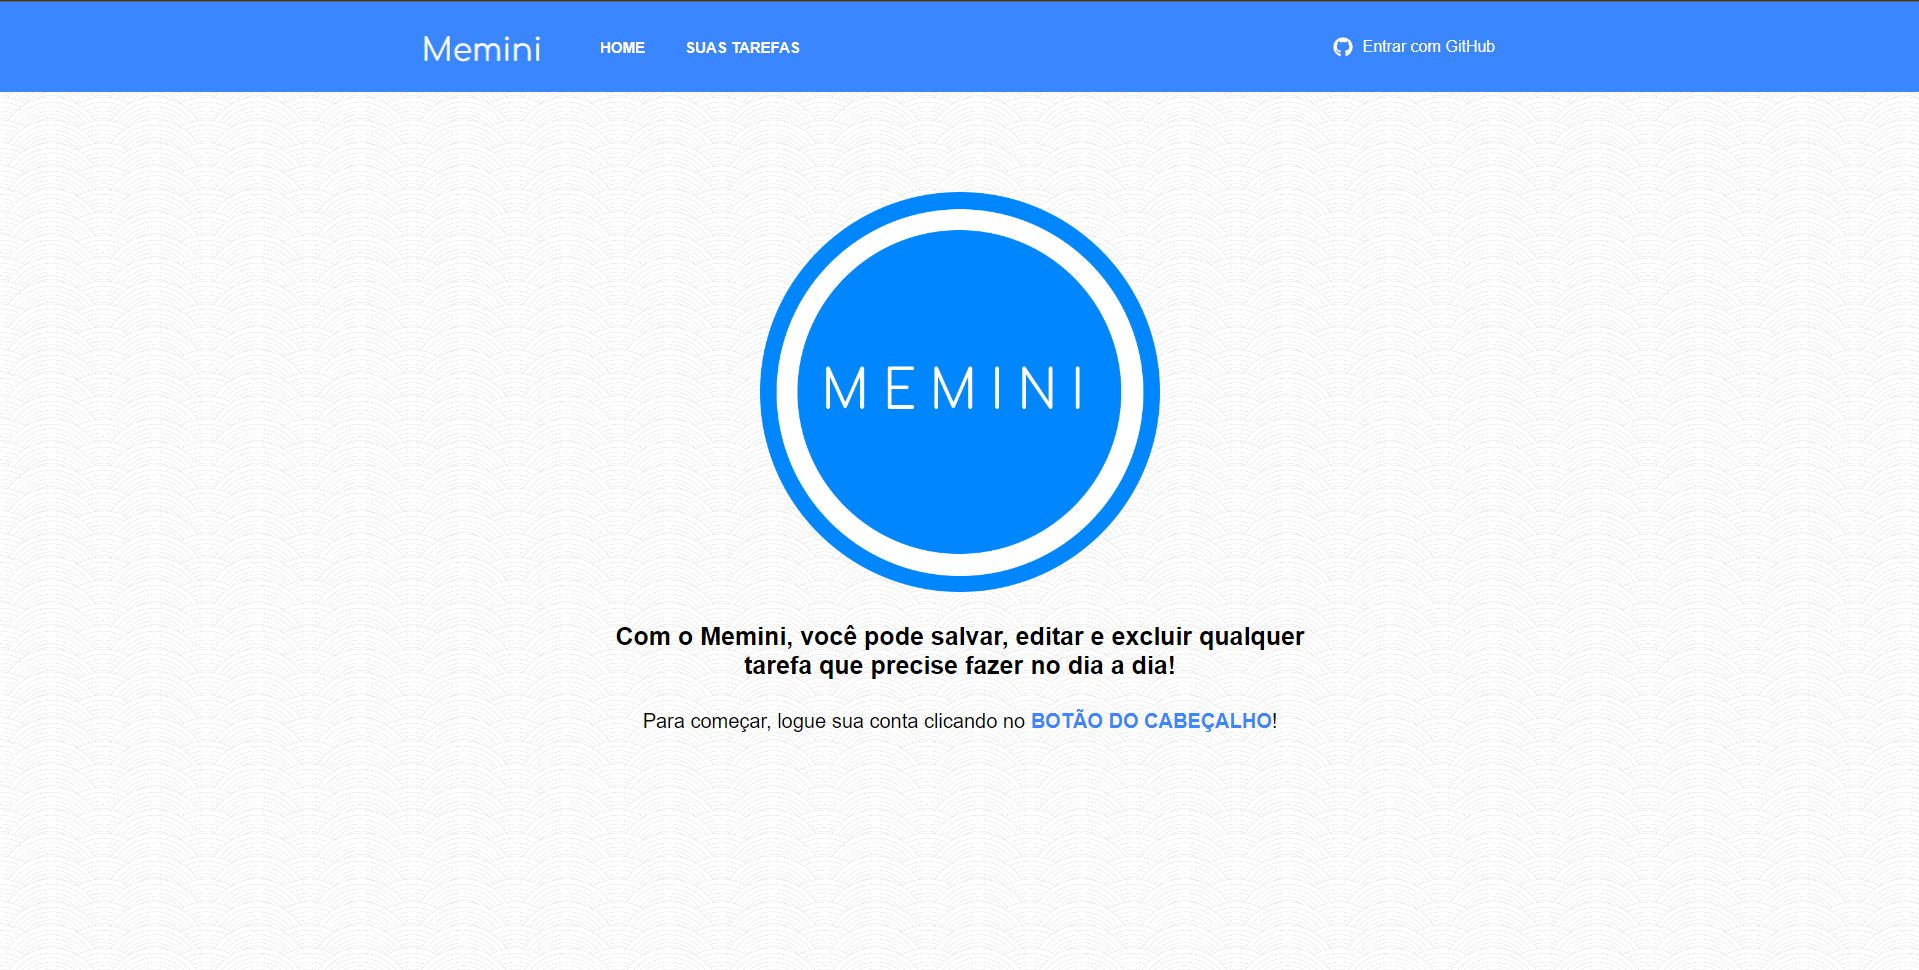 Memini HOME SUAS TAREFAS Entrar com GitHub
MEMINI
Com o Memini, você pode salvar, editar e excluir qualquer
tarefa que precise fazer no dia a dia!
Para começar, logue sua conta clicando no BOTÃO DO CABEÇALHO!